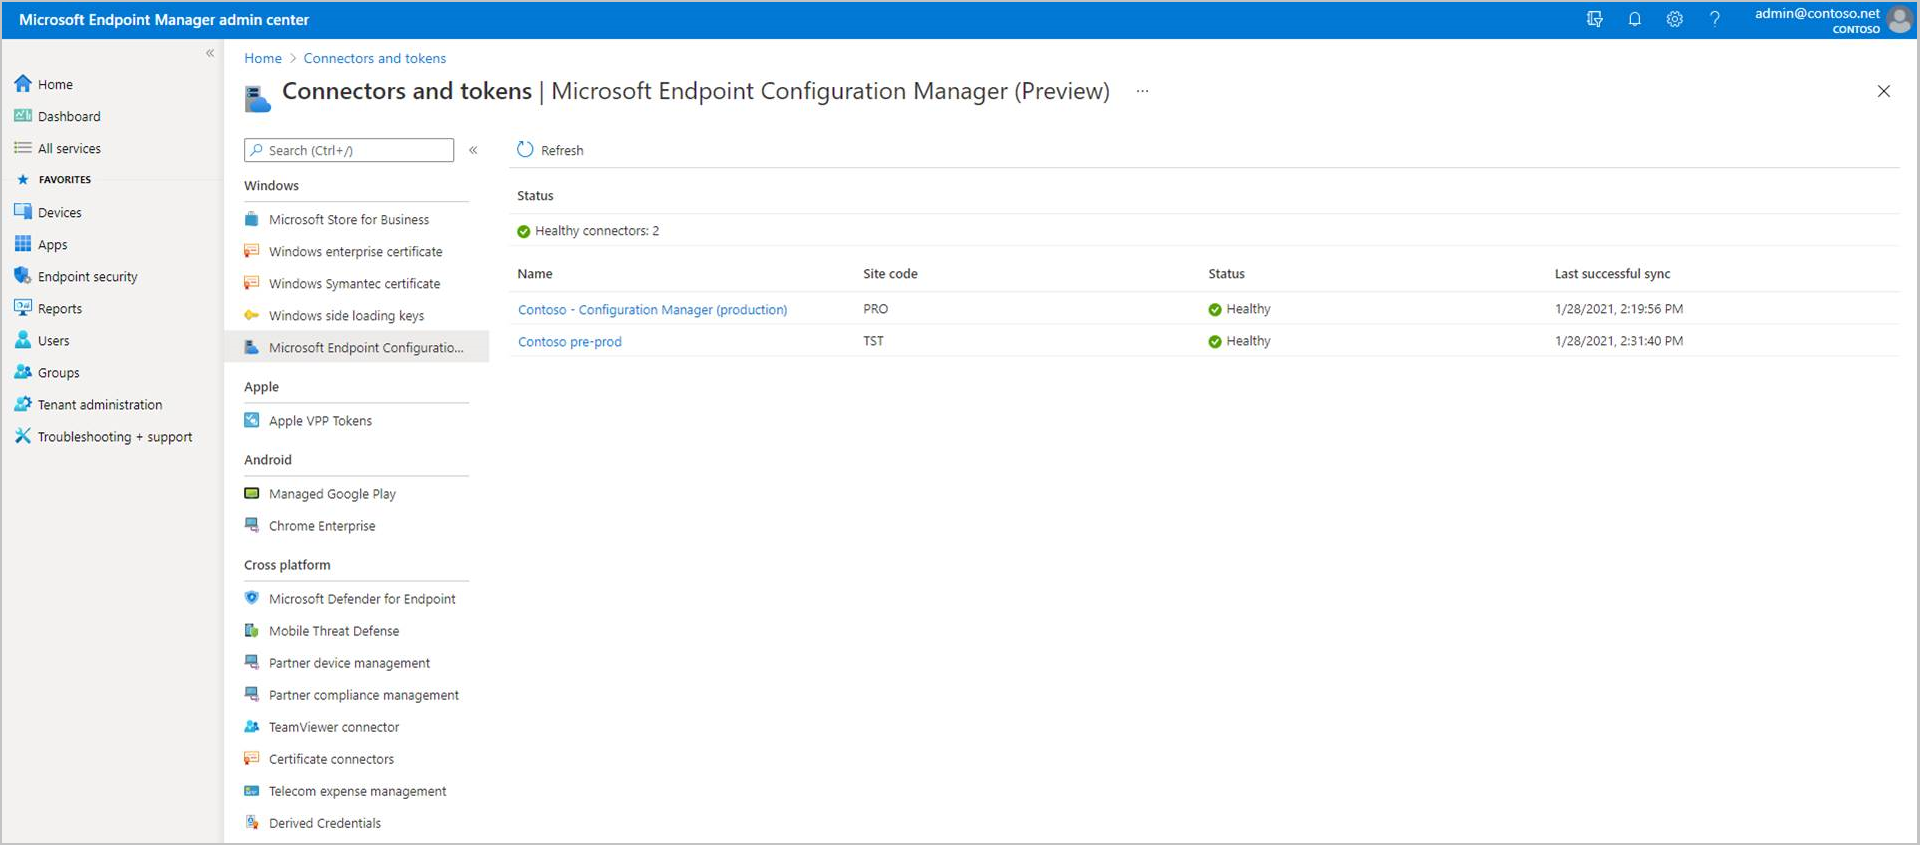 Microsoft Endpoint Manager admin center
admin@contoso.net
CONTOSO
Home
Dashboard
All services
FAVORITES
Devices
Apps
Endpoint security
Reports
Users
Groups
Tenant administration
Troubleshooting + support
Home > Connectors and tokens
Connectors and tokens | Microsoft Endpoint Configuration Manager (Preview) ...
Search (Ctrl+/)
Windows
Microsoft Store for Business
Windows enterprise certificate
Windows Symantec certificate
Windows side loading keys
Microsoft Endpoint Configuratio...
Apple
Apple VPP Tokens
Android
Managed Google Play
Chrome Enterprise
Cross platform
Microsoft Defender for Endpoint
Mobile Threat Defense
Partner device management
Partner compliance management
TeamViewer connector
Certificate connectors
Telecom expense management
Derived Credentials
Refresh
Status
Healthy connectors: 2
Name Site code Status Last successful sync
Contoso - Configuration Manager (production) PRO Healthy 1/28/2021, 2:19:56 PM
Contoso pre-prod TST Healthy 1/28/2021, 2:31:40 PM